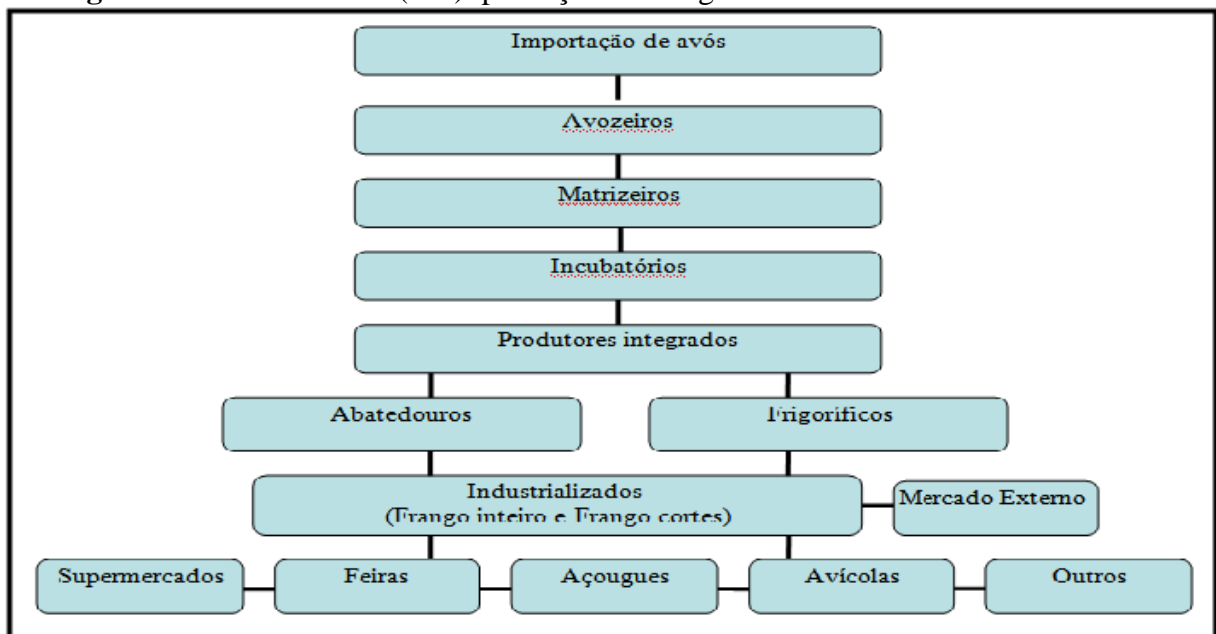 Importação de avós
Avozeiros
Matrizeiros
Incubatórios
Produtores integrados
Abatedouros
Frigoríficos
Industrializados
(Frango inteiro e Frango cortes)
Mercado Externo
Supermercados
Feiras
Açougues
Avícolas
Outros